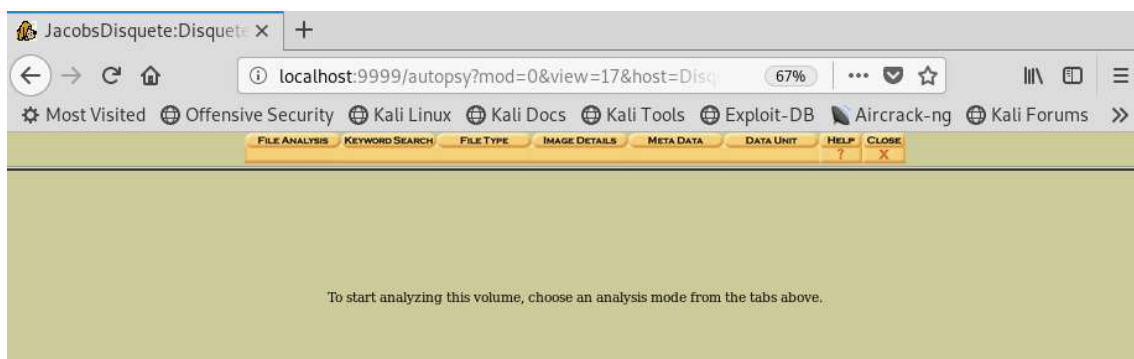 JacobsDisquete:Disquete
localhost:9999/autopsy?mod=0&view=17&host=Disq 67%
Most Visited Offensive Security Kali Linux Kali Docs Kali Tools Exploit-DB Aircrack-ng Kali Forums
FILE ANALYSIS KEYWORD SEARCH FILE TYPE IMAGE DETAILS META DATA DATA UNIT HELP CLOSE
? X
To start analyzing this volume, choose an analysis mode from the tabs above.